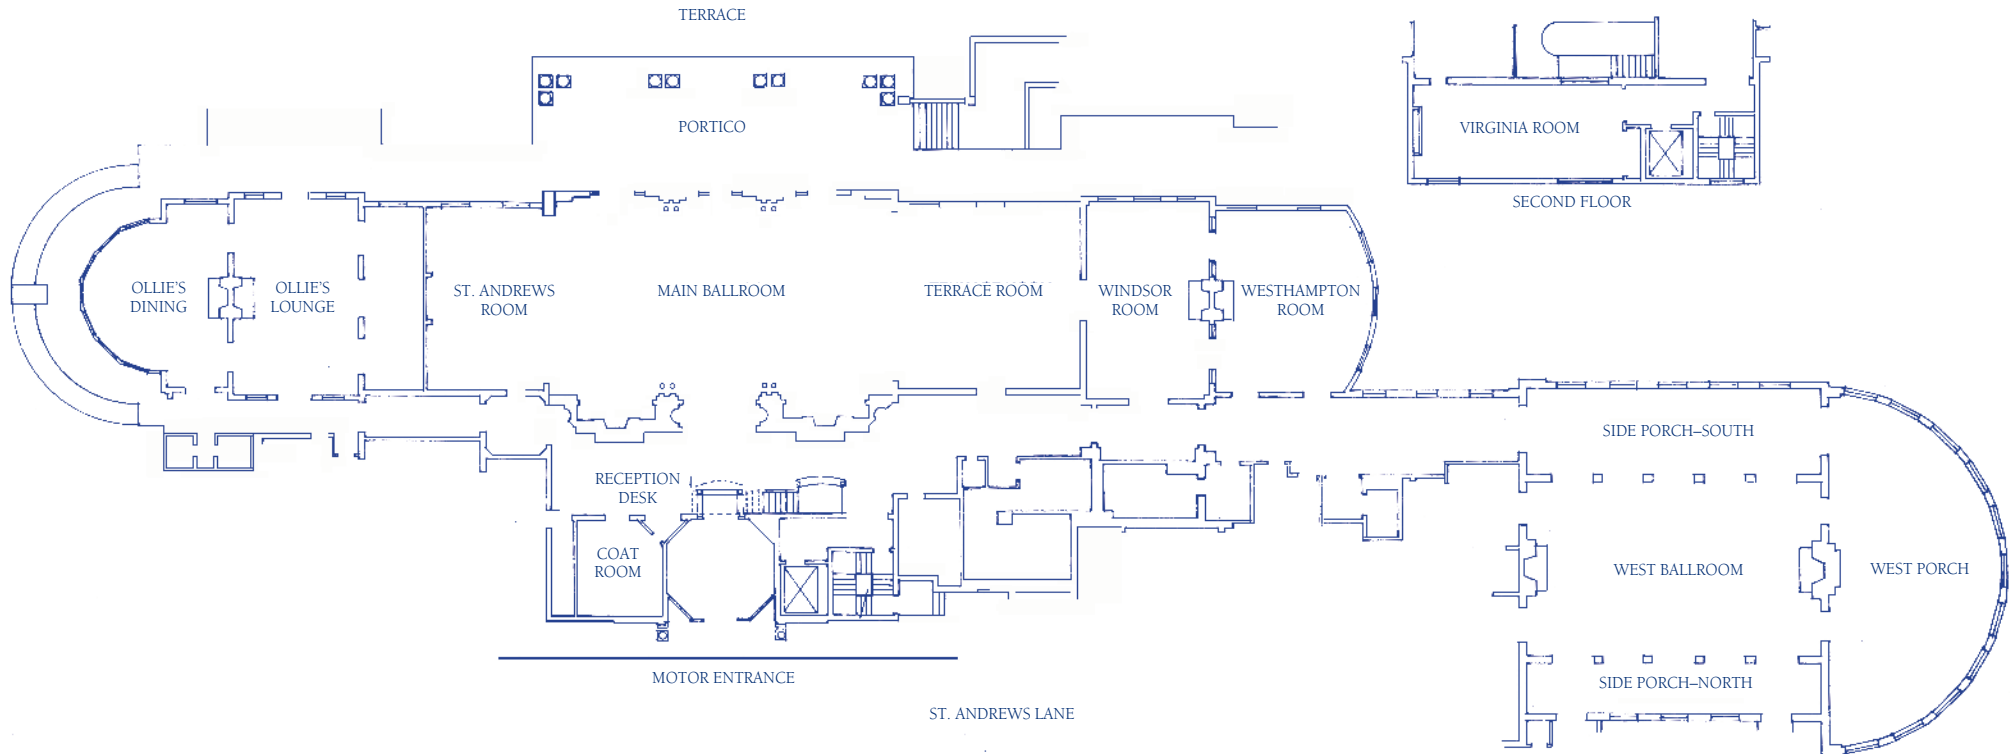 TERRACE
PORTICO
VIRGINIA ROOM
SECOND FLOOR
OLLIE'S
DINING
OLLIE'S
LOUNGE
ST. ANDREWS
ROOM
MAIN BALLROOM
TERRACE ROOM
WINDSOR
ROOM
WESTHAMPTON
ROOM
SIDE PORCH–SOUTH
RECEPTION
DESK
COAT
ROOM
WEST BALLROOM
WEST PORCH
SIDE PORCH–NORTH
MOTOR ENTRANCE
ST. ANDREWS LANE